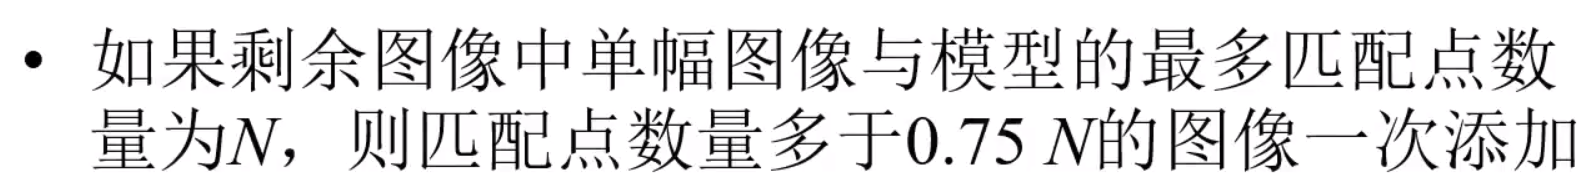 • 如果剩余图像中单幅图像与模型的最多匹配点数
量为N，则匹配点数量多于0.75 N的图像一次添加